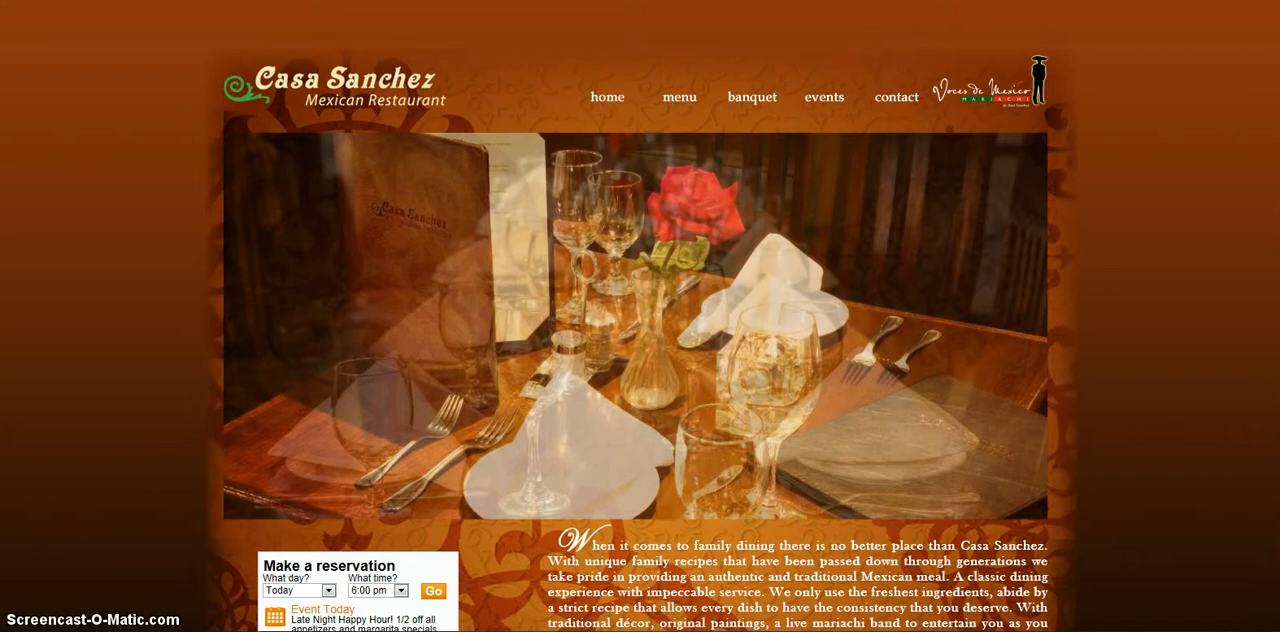 Casa Sanchez
Mexican Restaurant
home menu banquet events contact
Voces de Mexico
MARIACHI
Casa Sanchez
When it comes to family dining there is no better place than Casa Sanchez.
With unique family recipes that have been passed down through generations we
take pride in providing an authentic and traditional Mexican meal. A classic dining
experience with impeccable service. We only use the freshest ingredients, abide by
a strict recipe that allows every dish to have the consistency that you deserve. With
traditional décor, original paintings, a live mariachi band to entertain you as you
Make a reservation
What day? What time?
Today 6:00 pm Go
Event Today
Late Night Happy Hour! 1/2 off all
appetizers and margarita specials
Screencast-O-Matic.com